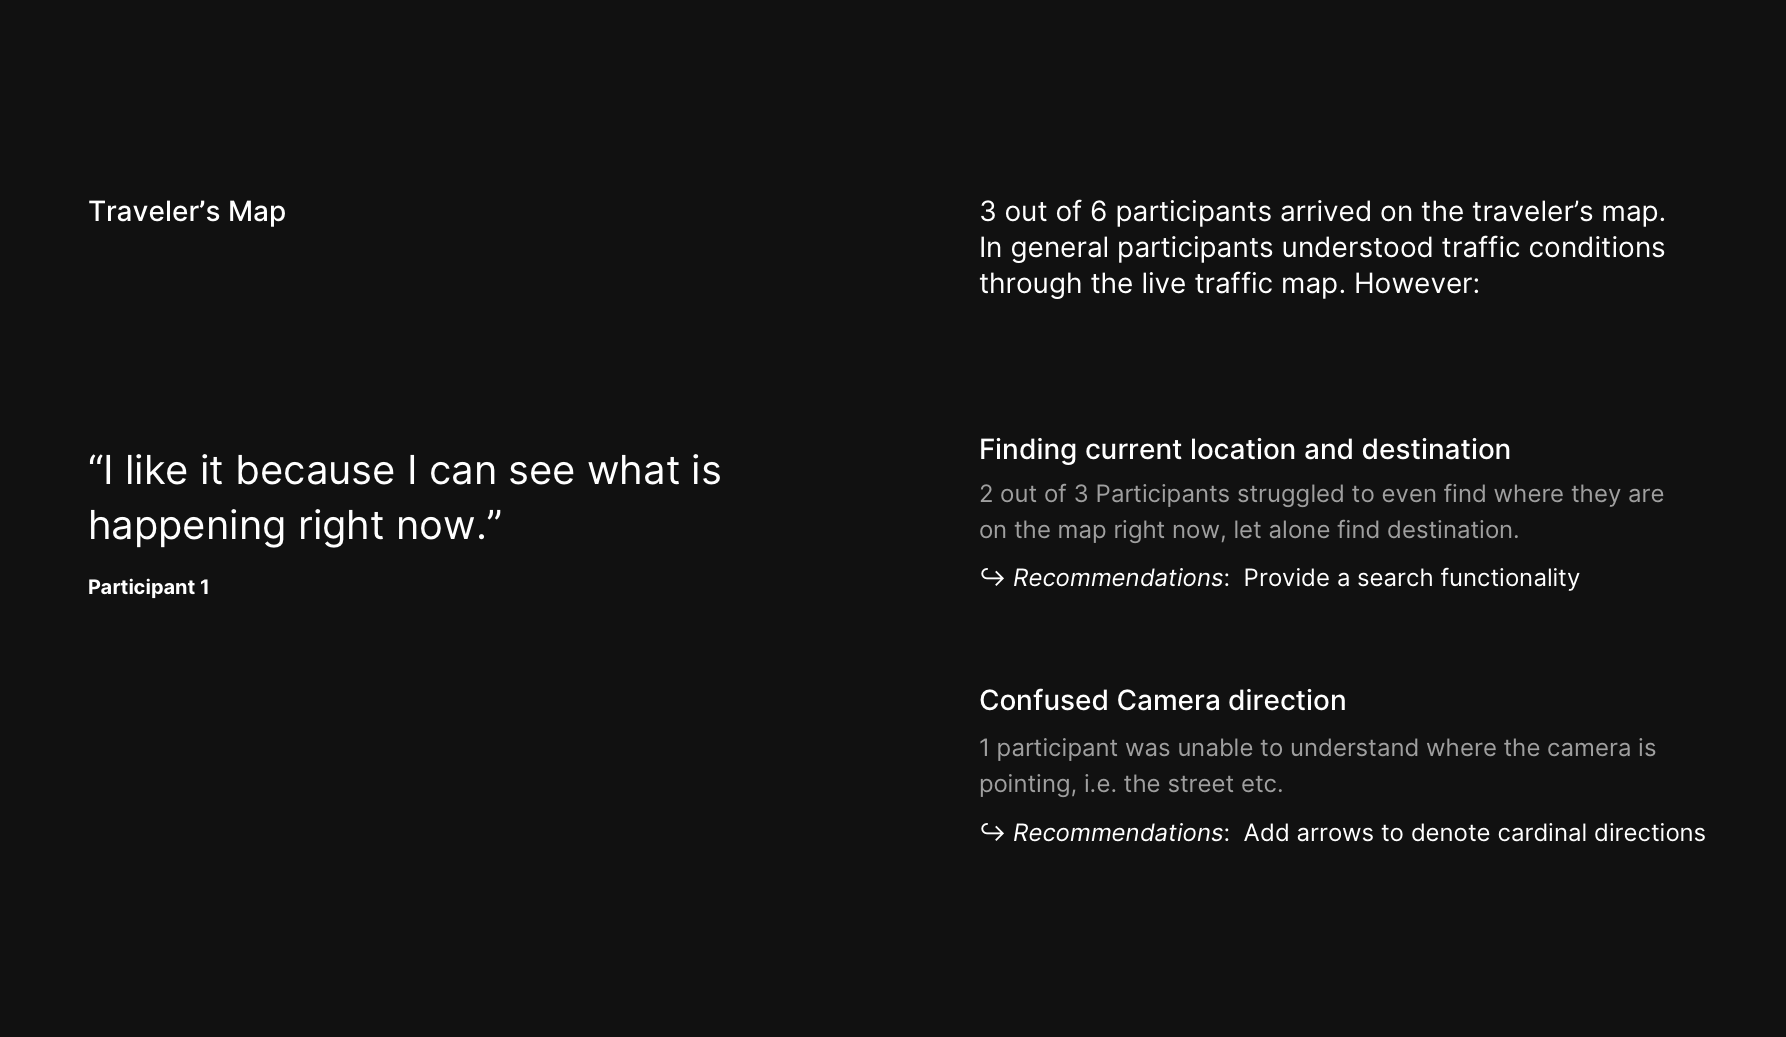 Traveler’s Map
3 out of 6 participants arrived on the traveler’s map.
In general participants understood traffic conditions
through the live traffic map. However:
“I like it because I can see what is
happening right now.”
Participant 1
Finding current location and destination
2 out of 3 Participants struggled to even find where they are
on the map right now, let alone find destination.
↪ Recommendations:  Provide a search functionality
Confused Camera direction
1 participant was unable to understand where the camera is
pointing, i.e. the street etc.
↪ Recommendations:  Add arrows to denote cardinal directions